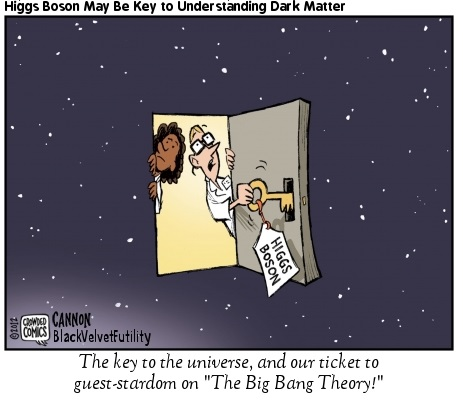 Higgs Boson May Be Key to Understanding Dark Matter
HIGGS
BOSON
©2012
CROWDED
COMICS
CANNON
BlackVelvetFutility
The key to the universe, and our ticket to
guest-stardom on "The Big Bang Theory!"